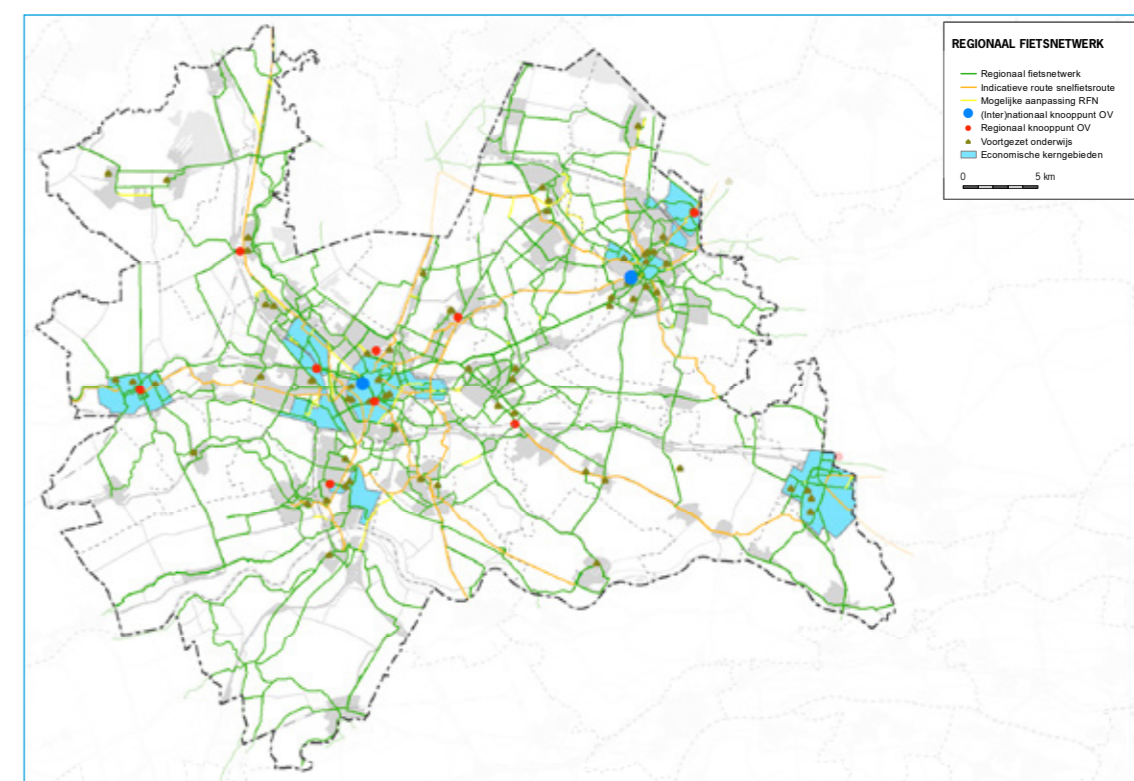 REGIONAAL FIETSNETWERK
Regionaal fietsnetwerk
Indicatieve route snelfietsroute
Mogelijke aanpassing RFN
(Inter)nationaal knooppunt OV
Regionaal knooppunt OV
Voortgezet onderwijs
Economische kerngebieden
0 5 km